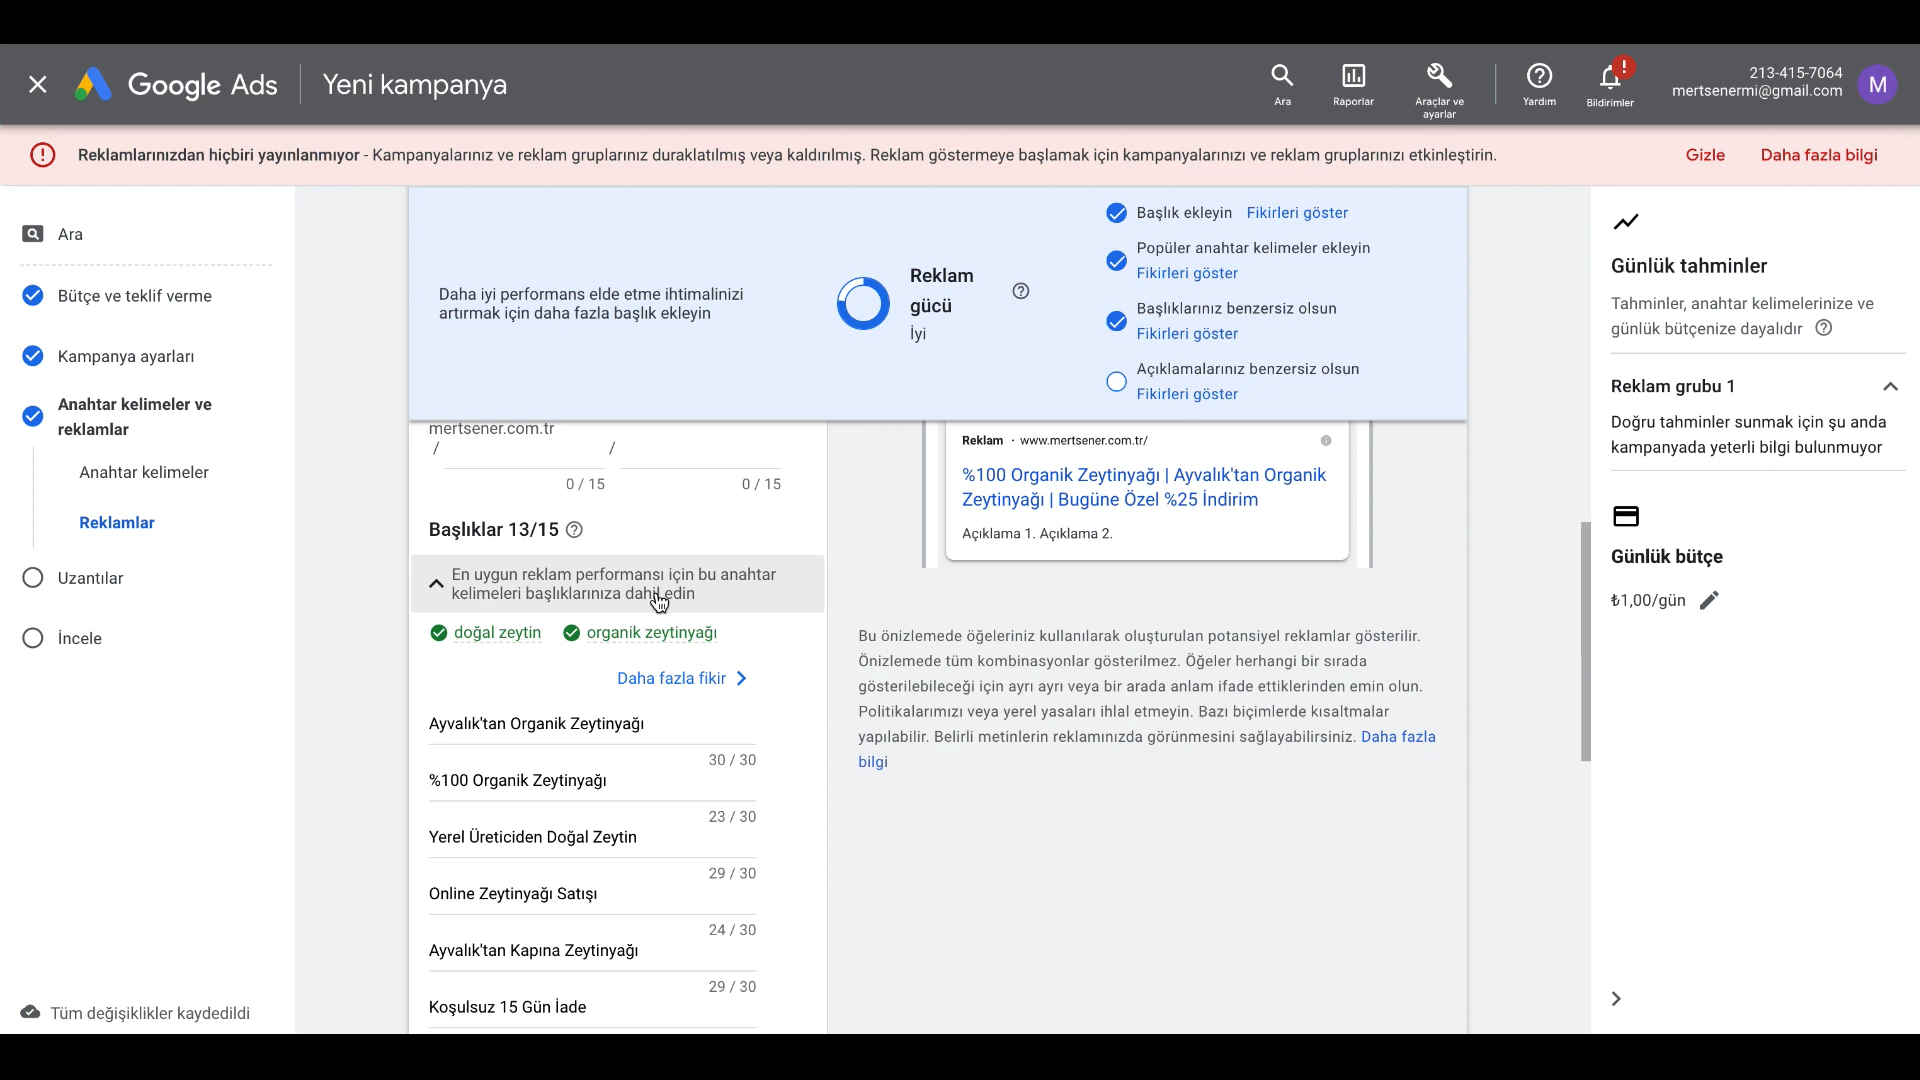 Google Ads
Yeni kampanya
Ara
Raporlar
Araçlar ve
ayarlar
Yardım
!
Bildirimler
213-415-7064
mertsenermi@gmail.com
M
Reklamlarınızdan hiçbiri yayınlanmıyor - Kampanyalarınız ve reklam gruplarınız duraklatılmış veya kaldırılmış. Reklam göstermeye başlamak için kampanyalarınızı ve reklam gruplarınızı etkinleştirin.
Gizle
Daha fazla bilgi
Ara
Bütçe ve teklif verme
Kampanya ayarları
Anahtar kelimeler ve
reklamlar
Anahtar kelimeler
Reklamlar
Uzantılar
İncele
Tüm değişiklikler kaydedildi
Daha iyi performans elde etme ihtimalinizi
artırmak için daha fazla başlık ekleyin
Reklam
gücü
İyi
Başlık ekleyin Fikirleri göster
Popüler anahtar kelimeler ekleyin
Fikirleri göster
Başlıklarınız benzersiz olsun
Fikirleri göster
Açıklamalarınız benzersiz olsun
Fikirleri göster
mertsener.com.tr
/ /
0 / 15 0 / 15
Başlıklar 13/15
En uygun reklam performansı için bu anahtar
kelimeleri başlıklarınıza dahil edin
doğal zeytin organik zeytinyağı
Daha fazla fikir
Ayvalık'tan Organik Zeytinyağı
30 / 30
%100 Organik Zeytinyağı
23 / 30
Yerel Üreticiden Doğal Zeytin
29 / 30
Online Zeytinyağı Satışı
24 / 30
Ayvalık'tan Kapına Zeytinyağı
29 / 30
Koşulsuz 15 Gün İade
Reklam · www.mertsener.com.tr/
%100 Organik Zeytinyağı | Ayvalık'tan Organik
Zeytinyağı | Bugüne Özel %25 İndirim
Açıklama 1. Açıklama 2.
Bu önizlemede öğeleriniz kullanılarak oluşturulan potansiyel reklamlar gösterilir.
Önizlemede tüm kombinasyonlar gösterilmez. Öğeler herhangi bir sırada
gösterilebileceği için ayrı ayrı veya bir arada anlam ifade ettiklerinden emin olun.
Politikalarımızı veya yerel yasaları ihlal etmeyin. Bazı biçimlerde kısaltmalar
yapılabilir. Belirli metinlerin reklamınızda görünmesini sağlayabilirsiniz. Daha fazla
bilgi
Günlük tahminler
Tahminler, anahtar kelimelerinize ve
günlük bütçenize dayalıdır
Reklam grubu 1
Doğru tahminler sunmak için şu anda
kampanyada yeterli bilgi bulunmuyor
Günlük bütçe
₺1,00/gün